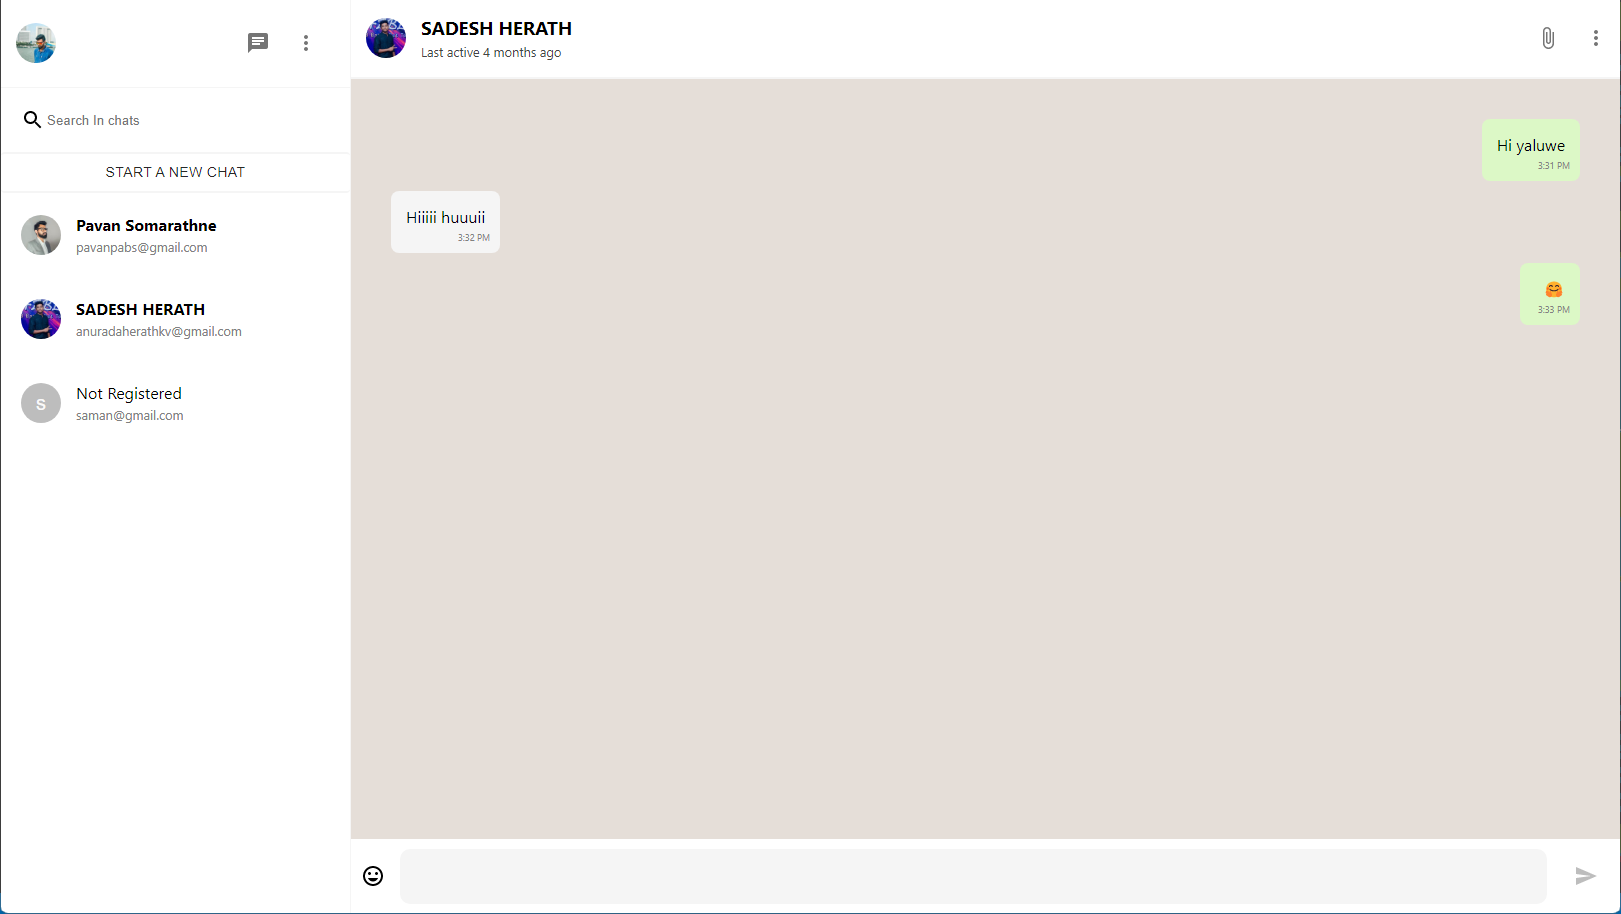 Search In chats
START A NEW CHAT
Pavan Somarathne
pavanpabs@gmail.com
SADESH HERATH
anuradaherathkv@gmail.com
S
Not Registered
saman@gmail.com
SADESH HERATH
Last active 4 months ago
Hi yaluwe
3:31 PM
Hiiiii huuuii
3:32 PM
🤗
3:33 PM